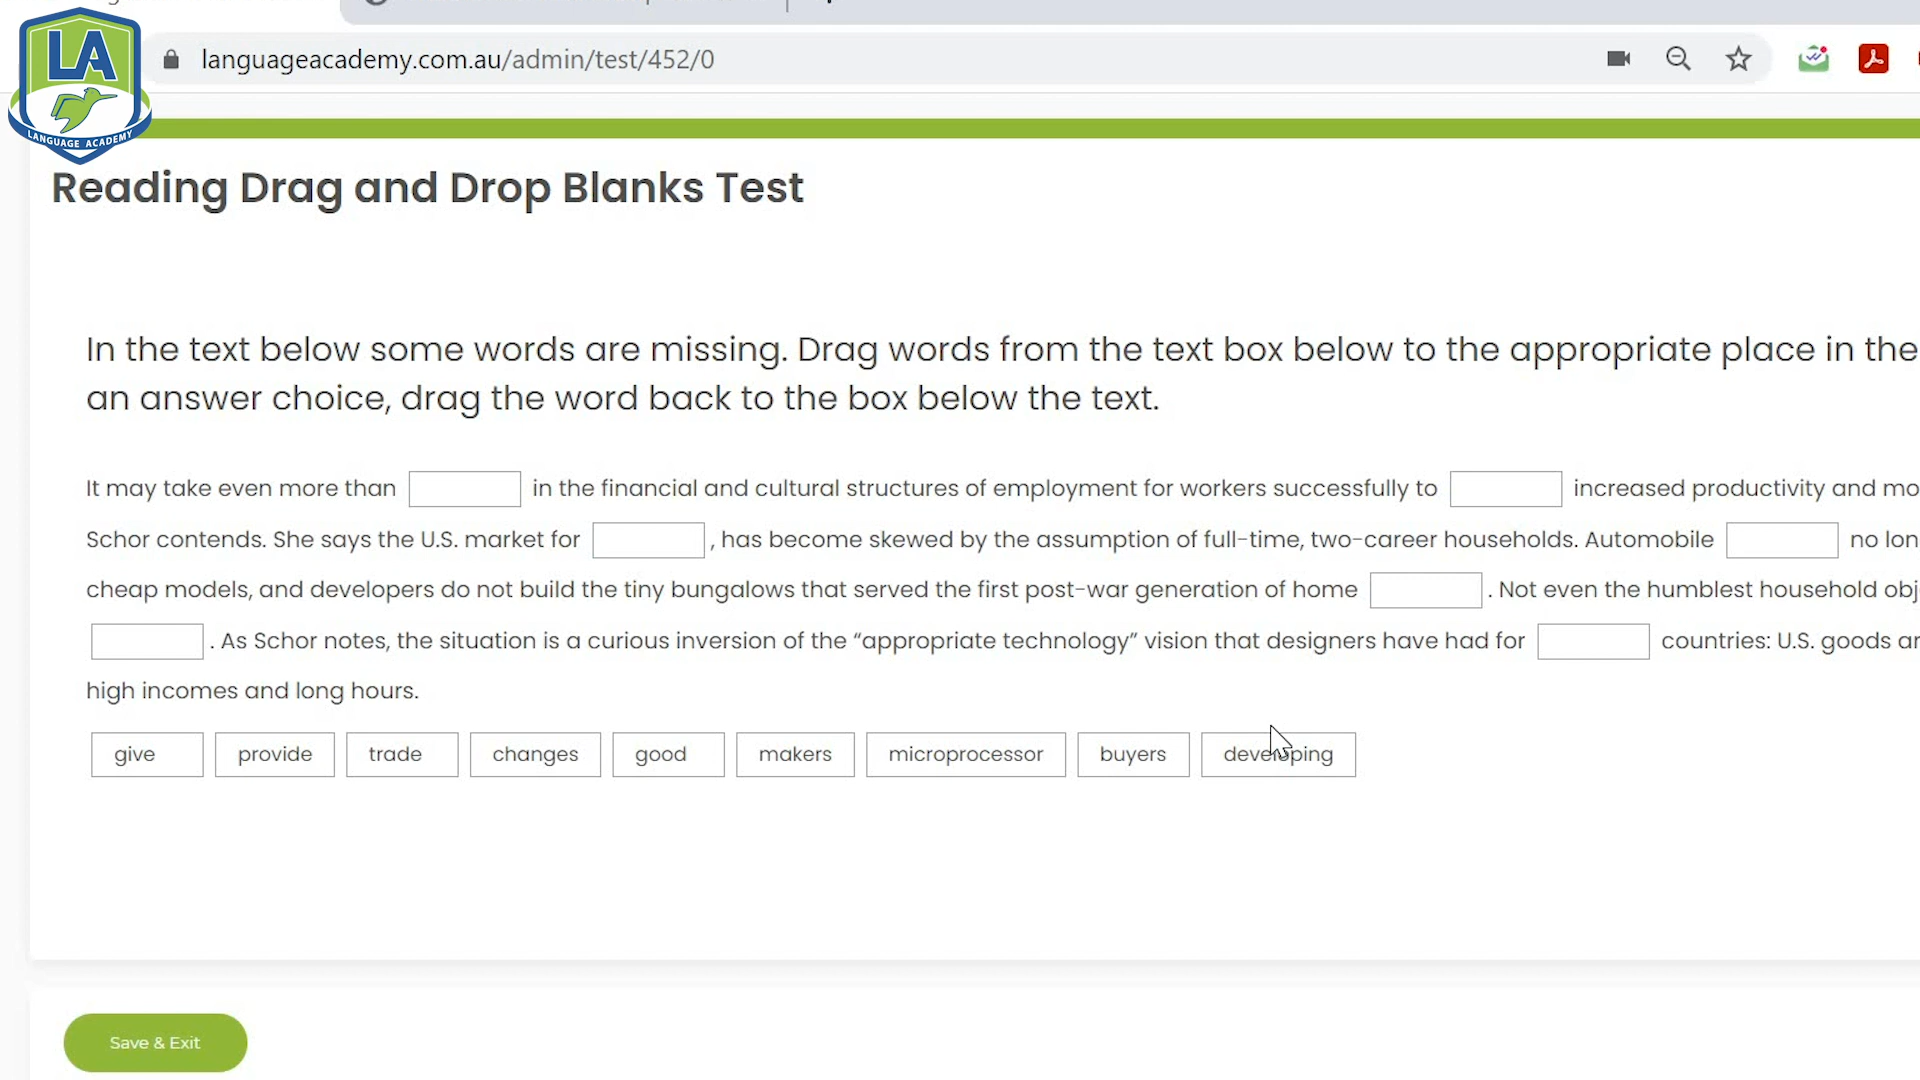 LA
LANGUAGE ACADEMY
languageacademy.com.au/admin/test/452/0
Reading Drag and Drop Blanks Test
In the text below some words are missing. Drag words from the text box below to the appropriate place in the
an answer choice, drag the word back to the box below the text.
It may take even more than in the financial and cultural structures of employment for workers successfully to increased productivity and mo
Schor contends. She says the U.S. market for , has become skewed by the assumption of full-time, two-career households. Automobile no lon
cheap models, and developers do not build the tiny bungalows that served the first post-war generation of home . Not even the humblest household obj
. As Schor notes, the situation is a curious inversion of the “appropriate technology” vision that designers have had for countries: U.S. goods ar
high incomes and long hours.
give provide trade changes good makers microprocessor buyers developing
Save & Exit